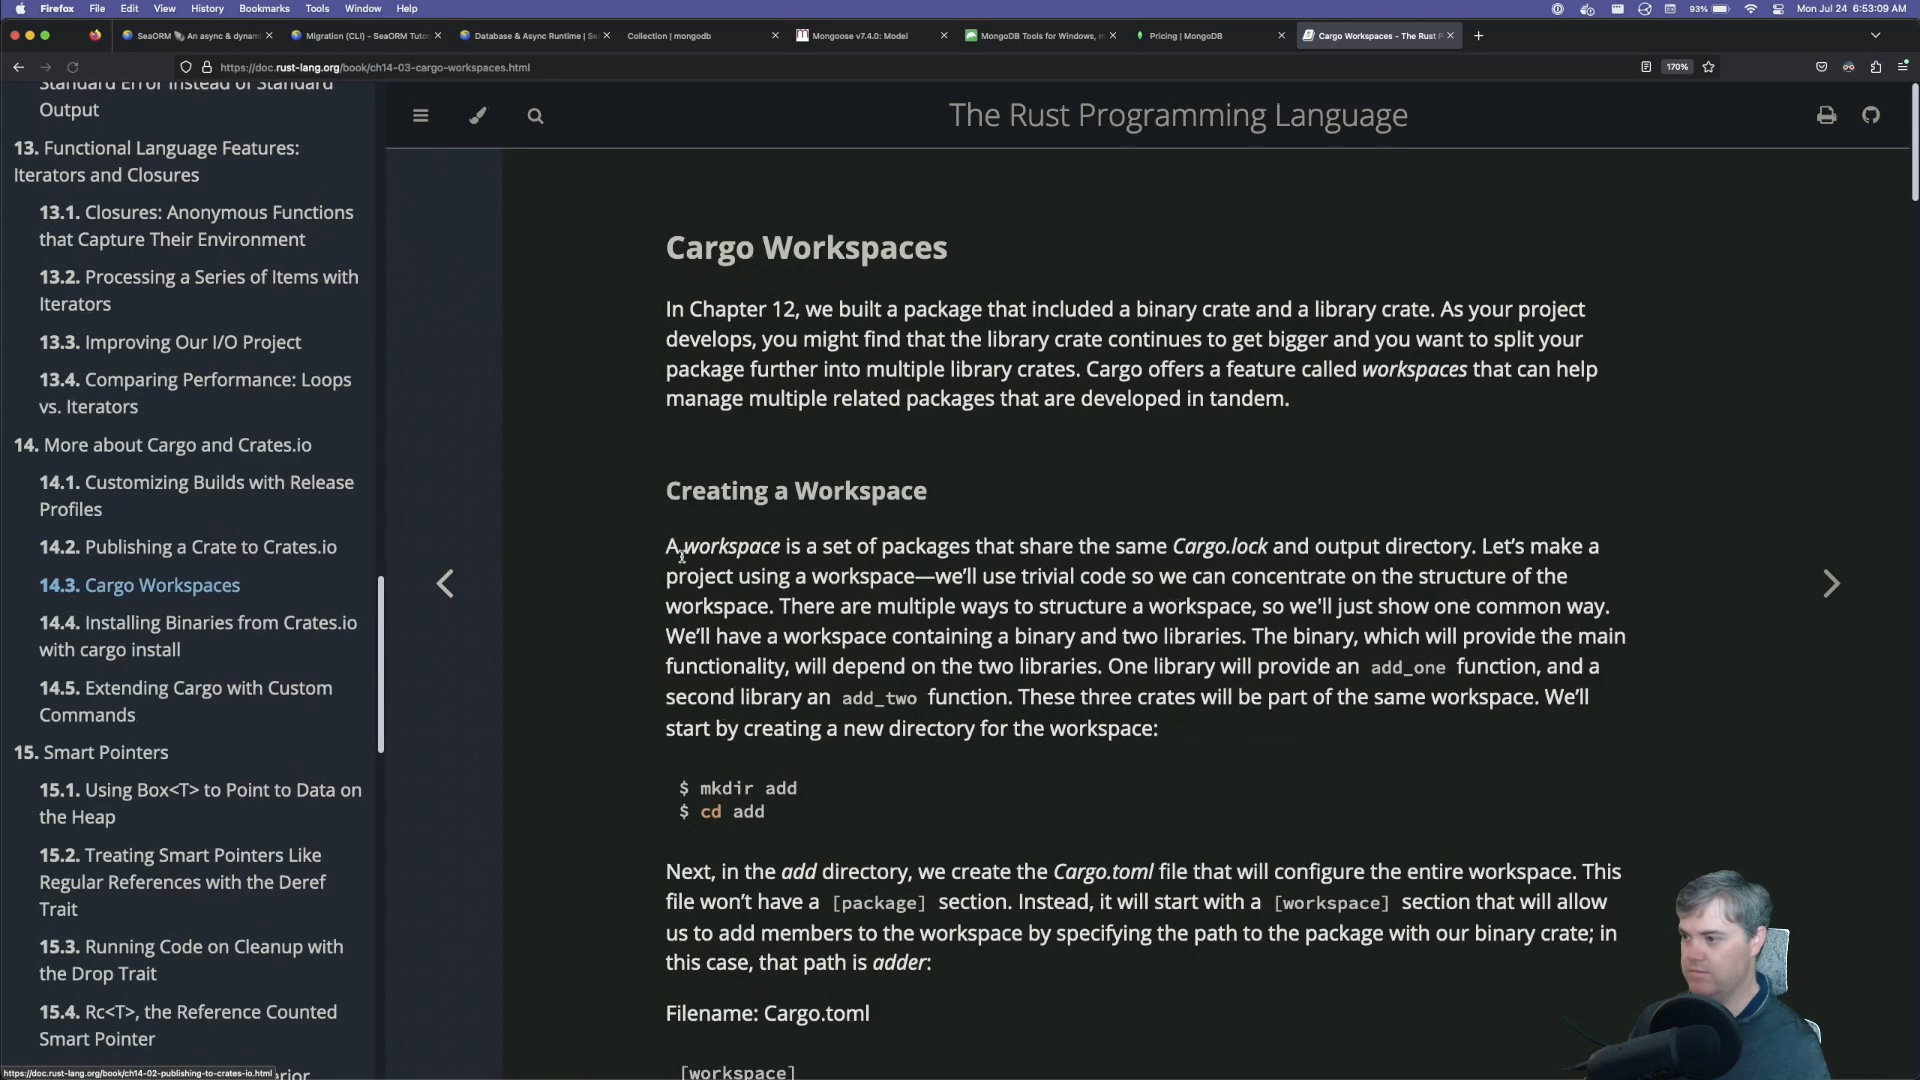 Firefox File Edit View History Bookmarks Tools Window Help
93% Mon Jul 24 6:53:09 AM
SeaORM An async & dynami
Migration (CLI) – SeaORM Tutor
Database & Async Runtime | Se
Collection | mongodb
Mongoose v7.4.0: Model
MongoDB Tools for Windows, m
Pricing | MongoDB
Cargo Workspaces - The Rust P
https://doc.rust-lang.org/book/ch14-03-cargo-workspaces.html
170%
Standard Error Instead of Standard
Output
13. Functional Language Features:
Iterators and Closures
13.1. Closures: Anonymous Functions
that Capture Their Environment
13.2. Processing a Series of Items with
Iterators
13.3. Improving Our I/O Project
13.4. Comparing Performance: Loops
vs. Iterators
14. More about Cargo and Crates.io
14.1. Customizing Builds with Release
Profiles
14.2. Publishing a Crate to Crates.io
14.3. Cargo Workspaces
14.4. Installing Binaries from Crates.io
with cargo install
14.5. Extending Cargo with Custom
Commands
15. Smart Pointers
15.1. Using Box<T> to Point to Data on
the Heap
15.2. Treating Smart Pointers Like
Regular References with the Deref
Trait
15.3. Running Code on Cleanup with
the Drop Trait
15.4. Rc<T>, the Reference Counted
Smart Pointer
https://doc.rust-lang.org/book/ch14-02-publishing-to-crates-io.html
The Rust Programming Language
Cargo Workspaces
In Chapter 12, we built a package that included a binary crate and a library crate. As your project
develops, you might find that the library crate continues to get bigger and you want to split your
package further into multiple library crates. Cargo offers a feature called workspaces that can help
manage multiple related packages that are developed in tandem.
Creating a Workspace
A workspace is a set of packages that share the same Cargo.lock and output directory. Let’s make a
project using a workspace—we’ll use trivial code so we can concentrate on the structure of the
workspace. There are multiple ways to structure a workspace, so we'll just show one common way.
We’ll have a workspace containing a binary and two libraries. The binary, which will provide the main
functionality, will depend on the two libraries. One library will provide an add_one function, and a
second library an add_two function. These three crates will be part of the same workspace. We’ll
start by creating a new directory for the workspace:
$ mkdir add
$ cd add
Next, in the add directory, we create the Cargo.toml file that will configure the entire workspace. This
file won’t have a [package] section. Instead, it will start with a [workspace] section that will allow
us to add members to the workspace by specifying the path to the package with our binary crate; in
this case, that path is adder:
Filename: Cargo.toml
[workspace]